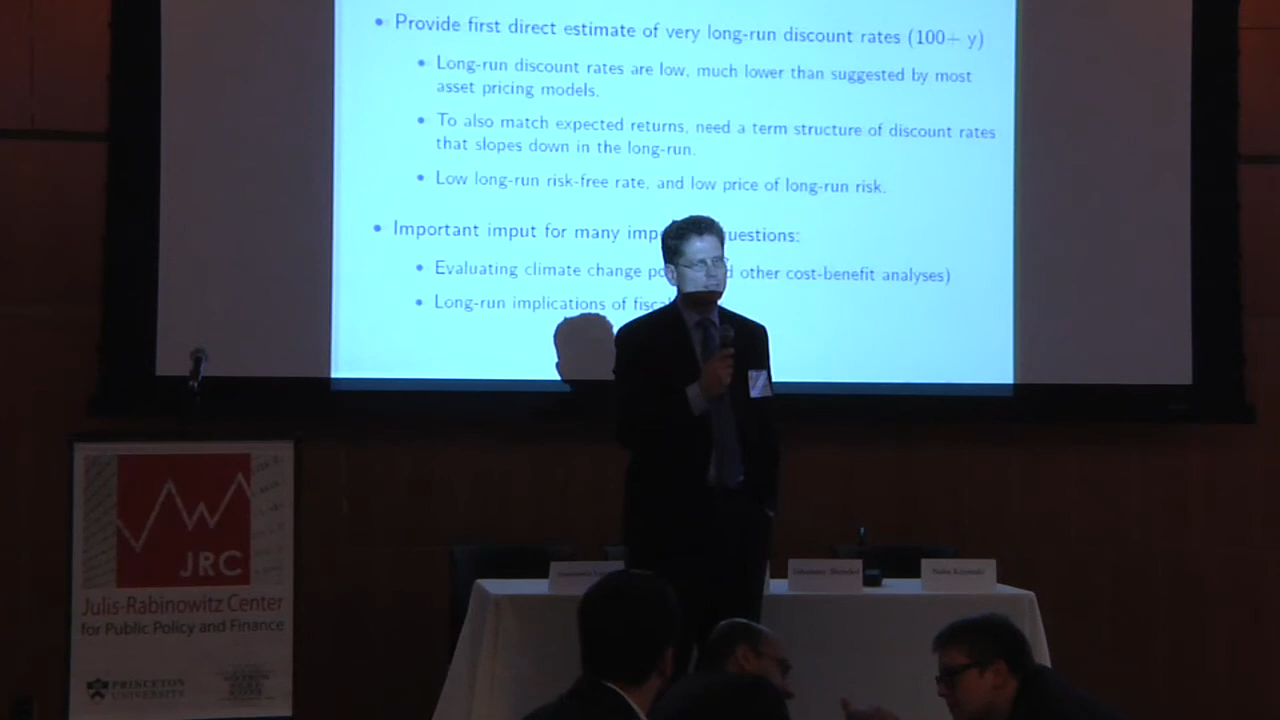 Provide first direct estimate of very long-run discount rates (100+ y)
Long-run discount rates are low, much lower than suggested by most
asset pricing models.
To also match expected returns, need a term structure of discount rates
that slopes down in the long-run.
Low long-run risk-free rate, and low price of long-run risk.
Important imput for many uestions:
Evaluating climate change other cost-benefit analyses)
Long-run implications of
JRC
Julis-Rabinowitz Center
for Public Policy and Finance
PRINCETON
UNIVERSITY